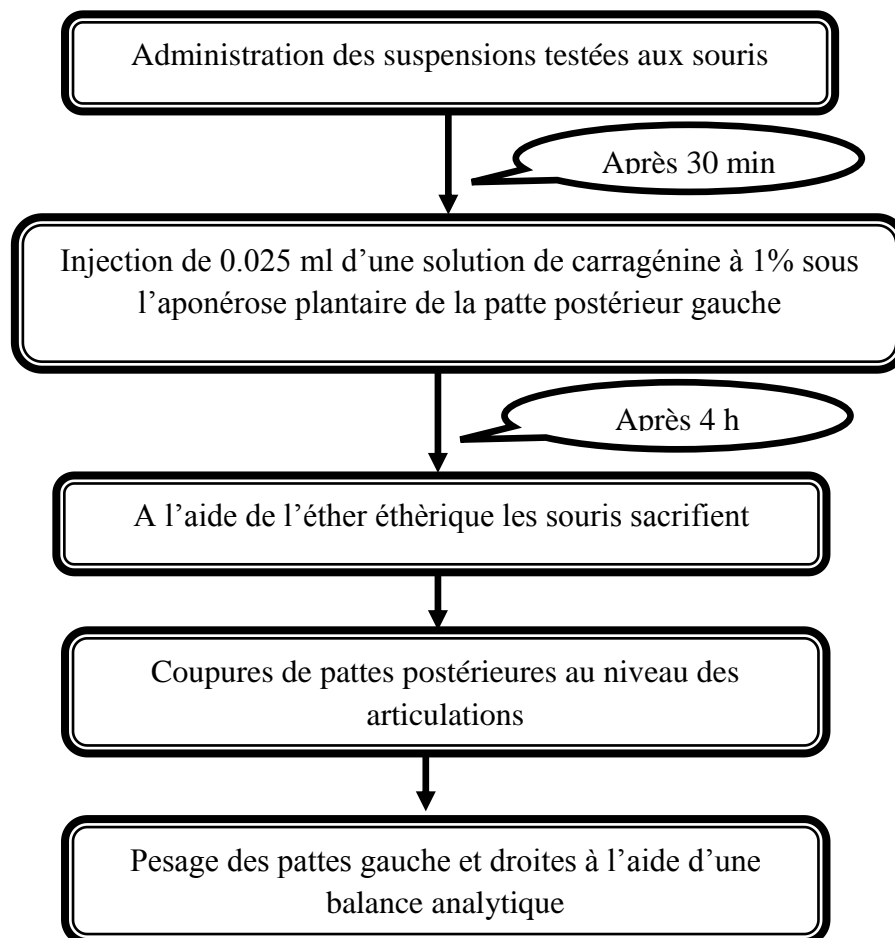 Administration des suspensions testées aux souris
Après 30 min
Injection de 0.025 ml d’une solution de carragénine à 1% sous
l’aponérose plantaire de la patte postérieur gauche
Après 4 h
A l’aide de l’éther éthèrique les souris sacrifient
Coupures de pattes postérieures au niveau des
articulations
Pesage des pattes gauche et droites à l’aide d’une
balance analytique